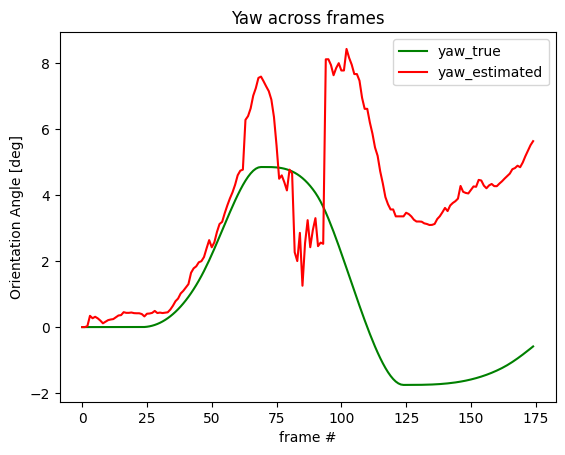 Yaw across frames
yaw_true
yaw_estimated
Orientation Angle [deg]
8
6
4
2
0
−2
0
25
50
75
100
125
150
175
frame #